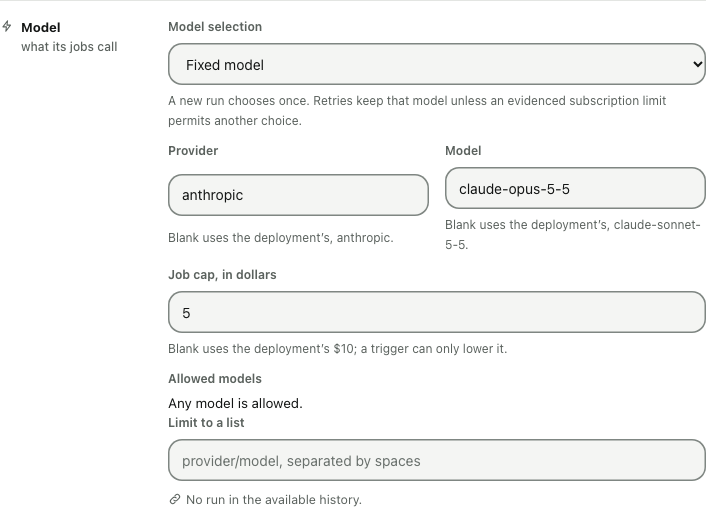 Model
what its jobs call
Model selection
Fixed model
A new run chooses once. Retries keep that model unless an evidenced subscription limit
permits another choice.
Provider
anthropic
Blank uses the deployment's, anthropic.
Model
claude-opus-5-5
Blank uses the deployment's, claude-sonnet-
5-5.
Job cap, in dollars
5
Blank uses the deployment's $10; a trigger can only lower it.
Allowed models
Any model is allowed.
Limit to a list
provider/model, separated by spaces
No run in the available history.